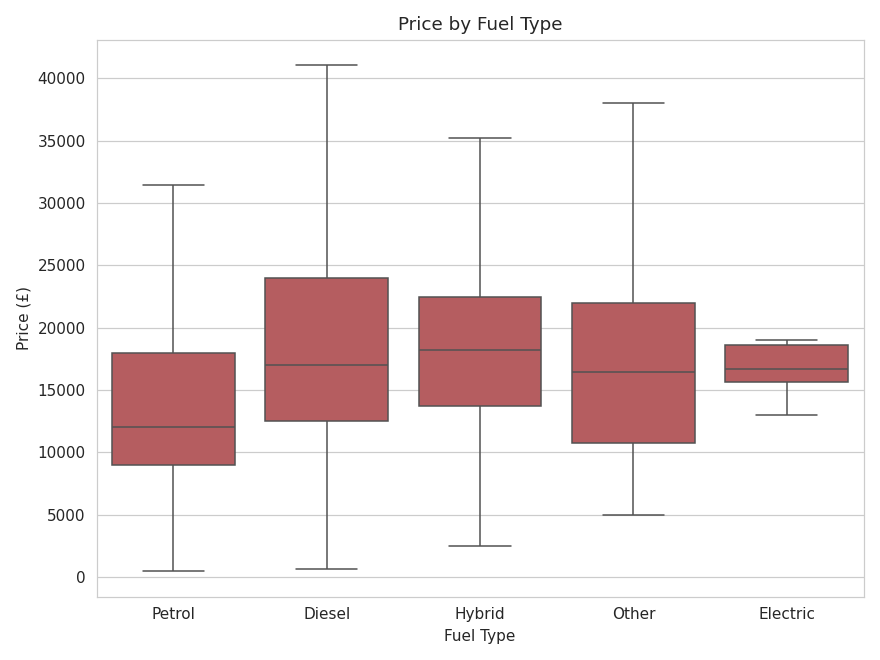 Price by Fuel Type
40000
35000
30000
25000
20000
15000
10000
5000
0
Price (£)
Petrol Diesel Hybrid Other Electric
Fuel Type